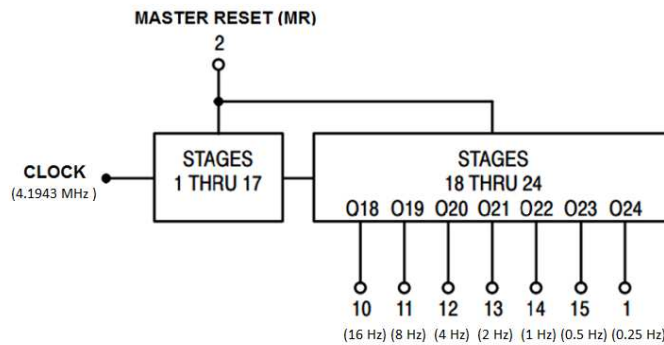 MASTER RESET (MR)
2
STAGES
1 THRU 17
STAGES
18 THRU 24
CLOCK
(4.1943 MHz )
O18 O19 O20 O21 O22 O23 O24
10 11 12 13 14 15 1
(16 Hz) (8 Hz) (4 Hz) (2 Hz) (1 Hz) (0.5 Hz) (0.25 Hz)